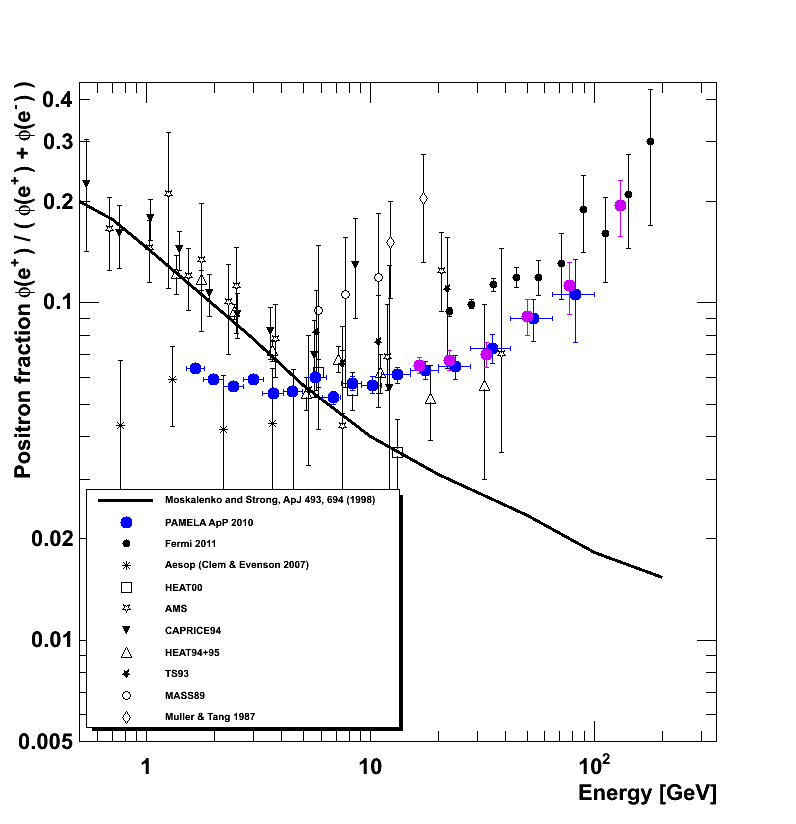 Positron fraction ϕ(e⁺) / ( ϕ(e⁺) + ϕ(e⁻) )
0.4
0.3
0.2
0.1
0.02
0.01
0.005
Moskalenko and Strong, ApJ 493, 694 (1998)
PAMELA ApP 2010
Fermi 2011
Aesop (Clem & Evenson 2007)
HEAT00
AMS
CAPRICE94
HEAT94+95
TS93
MASS89
Muller & Tang 1987
1
10
10²
Energy [GeV]